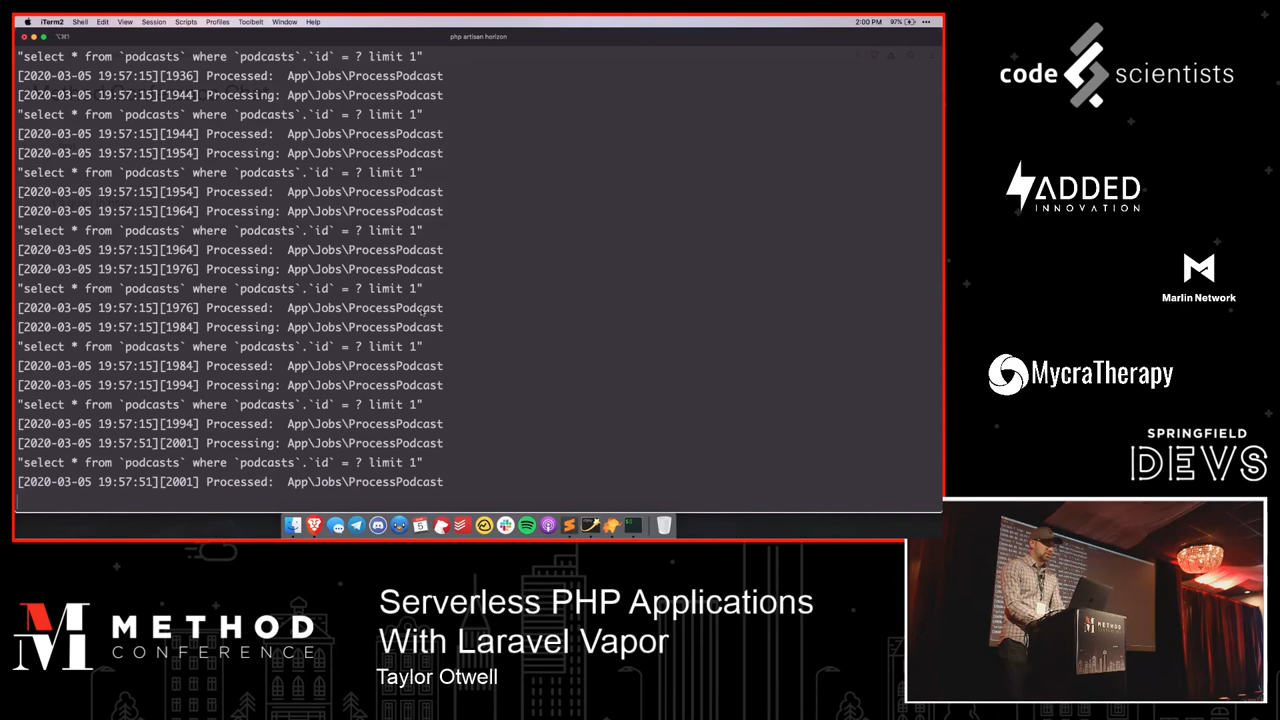 iTerm2 Shell Edit View Session Scripts Profiles Toolbelt Window Help 2:00 PM 97%
php artisan horizon
"select * from `podcasts` where `podcasts`.`id` = ? limit 1"
[2020-03-05 19:57:15][1936] Processed: App\Jobs\ProcessPodcast
[2020-03-05 19:57:15][1944] Processing: App\Jobs\ProcessPodcast
"select * from `podcasts` where `podcasts`.`id` = ? limit 1"
[2020-03-05 19:57:15][1944] Processed: App\Jobs\ProcessPodcast
[2020-03-05 19:57:15][1954] Processing: App\Jobs\ProcessPodcast
"select * from `podcasts` where `podcasts`.`id` = ? limit 1"
[2020-03-05 19:57:15][1954] Processed: App\Jobs\ProcessPodcast
[2020-03-05 19:57:15][1964] Processing: App\Jobs\ProcessPodcast
"select * from `podcasts` where `podcasts`.`id` = ? limit 1"
[2020-03-05 19:57:15][1964] Processed: App\Jobs\ProcessPodcast
[2020-03-05 19:57:15][1976] Processing: App\Jobs\ProcessPodcast
"select * from `podcasts` where `podcasts`.`id` = ? limit 1"
[2020-03-05 19:57:15][1976] Processed: App\Jobs\ProcessPodcast
[2020-03-05 19:57:15][1984] Processing: App\Jobs\ProcessPodcast
"select * from `podcasts` where `podcasts`.`id` = ? limit 1"
[2020-03-05 19:57:15][1984] Processed: App\Jobs\ProcessPodcast
[2020-03-05 19:57:15][1994] Processing: App\Jobs\ProcessPodcast
"select * from `podcasts` where `podcasts`.`id` = ? limit 1"
[2020-03-05 19:57:15][1994] Processed: App\Jobs\ProcessPodcast
[2020-03-05 19:57:51][2001] Processing: App\Jobs\ProcessPodcast
"select * from `podcasts` where `podcasts`.`id` = ? limit 1"
[2020-03-05 19:57:51][2001] Processed: App\Jobs\ProcessPodcast
code scientists
ADDED
INNOVATION
Marlin Network
MycraTherapy
SPRINGFIELD
DEVS
METHOD
CONFERENCE
Serverless PHP Applications
With Laravel Vapor
Taylor Otwell
METHOD